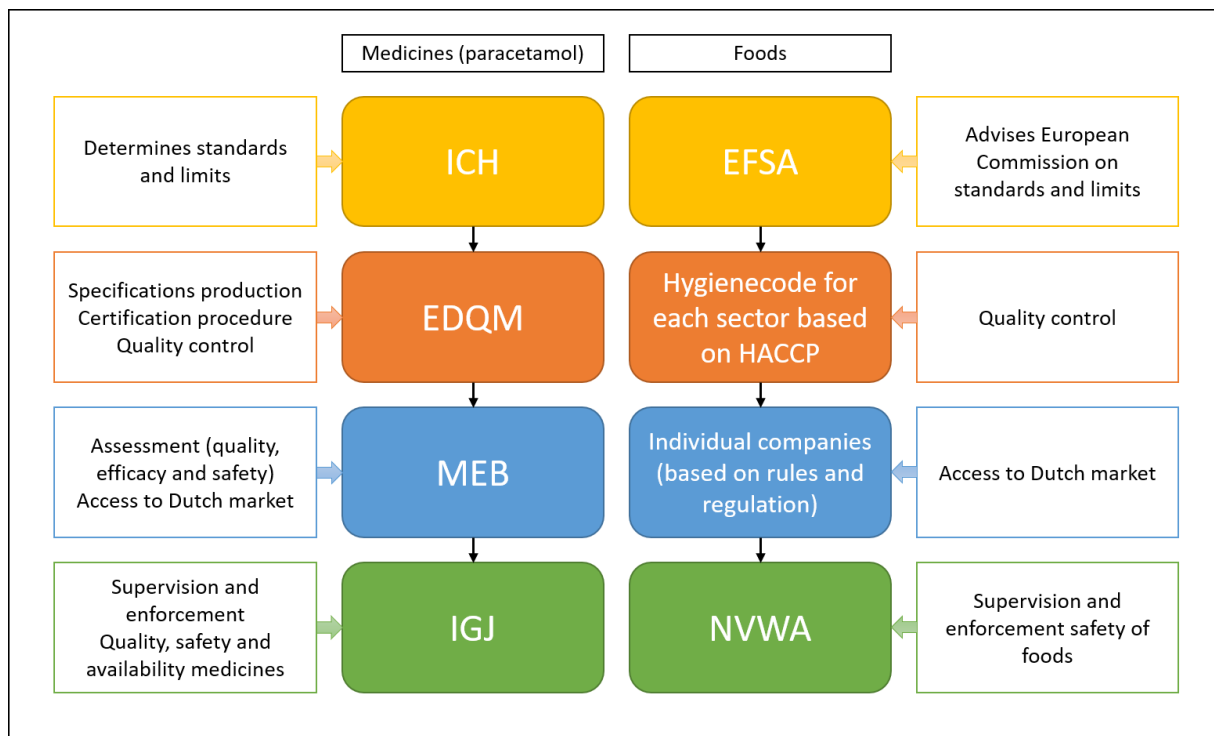 Medicines (paracetamol)
Foods
Determines standards
and limits
ICH
EFSA
Advises European
Commission on
standards and limits
Specifications production
Certification procedure
Quality control
EDQM
Hygienecode for
each sector based
on HACCP
Quality control
Assessment (quality,
efficacy and safety)
Access to Dutch market
MEB
Individual companies
(based on rules and
regulation)
Access to Dutch market
Supervision and
enforcement
Quality, safety and
availability medicines
IGJ
NVWA
Supervision and
enforcement safety of
foods